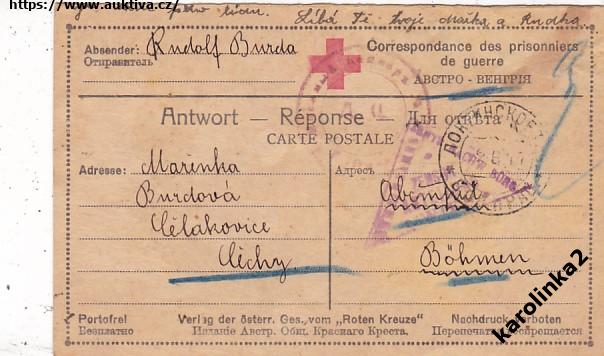 https://www.auktiva.cz/
Líbá Tě Tvoje Mařka a Rudla.
Absender: Rudolf Burda
Отправитель
Correspondance des prisonniers
de guerre
АВСТРО - ВЕНГРІЯ
Antwort — Réponse — Для отвѣта
CARTE POSTALE
Adresse:
Адресъ
Mařenka
Burdová
Čelákovice
Čechy.
Böhmen
Portofrei
Безплатно
Verlag der österr. Ges. vom „Roten Kreuze"
Изданіе Австр. Общ. Краснаго Креста.
Nachdruck verboten
Перепечатка воспрещается
karolinka2